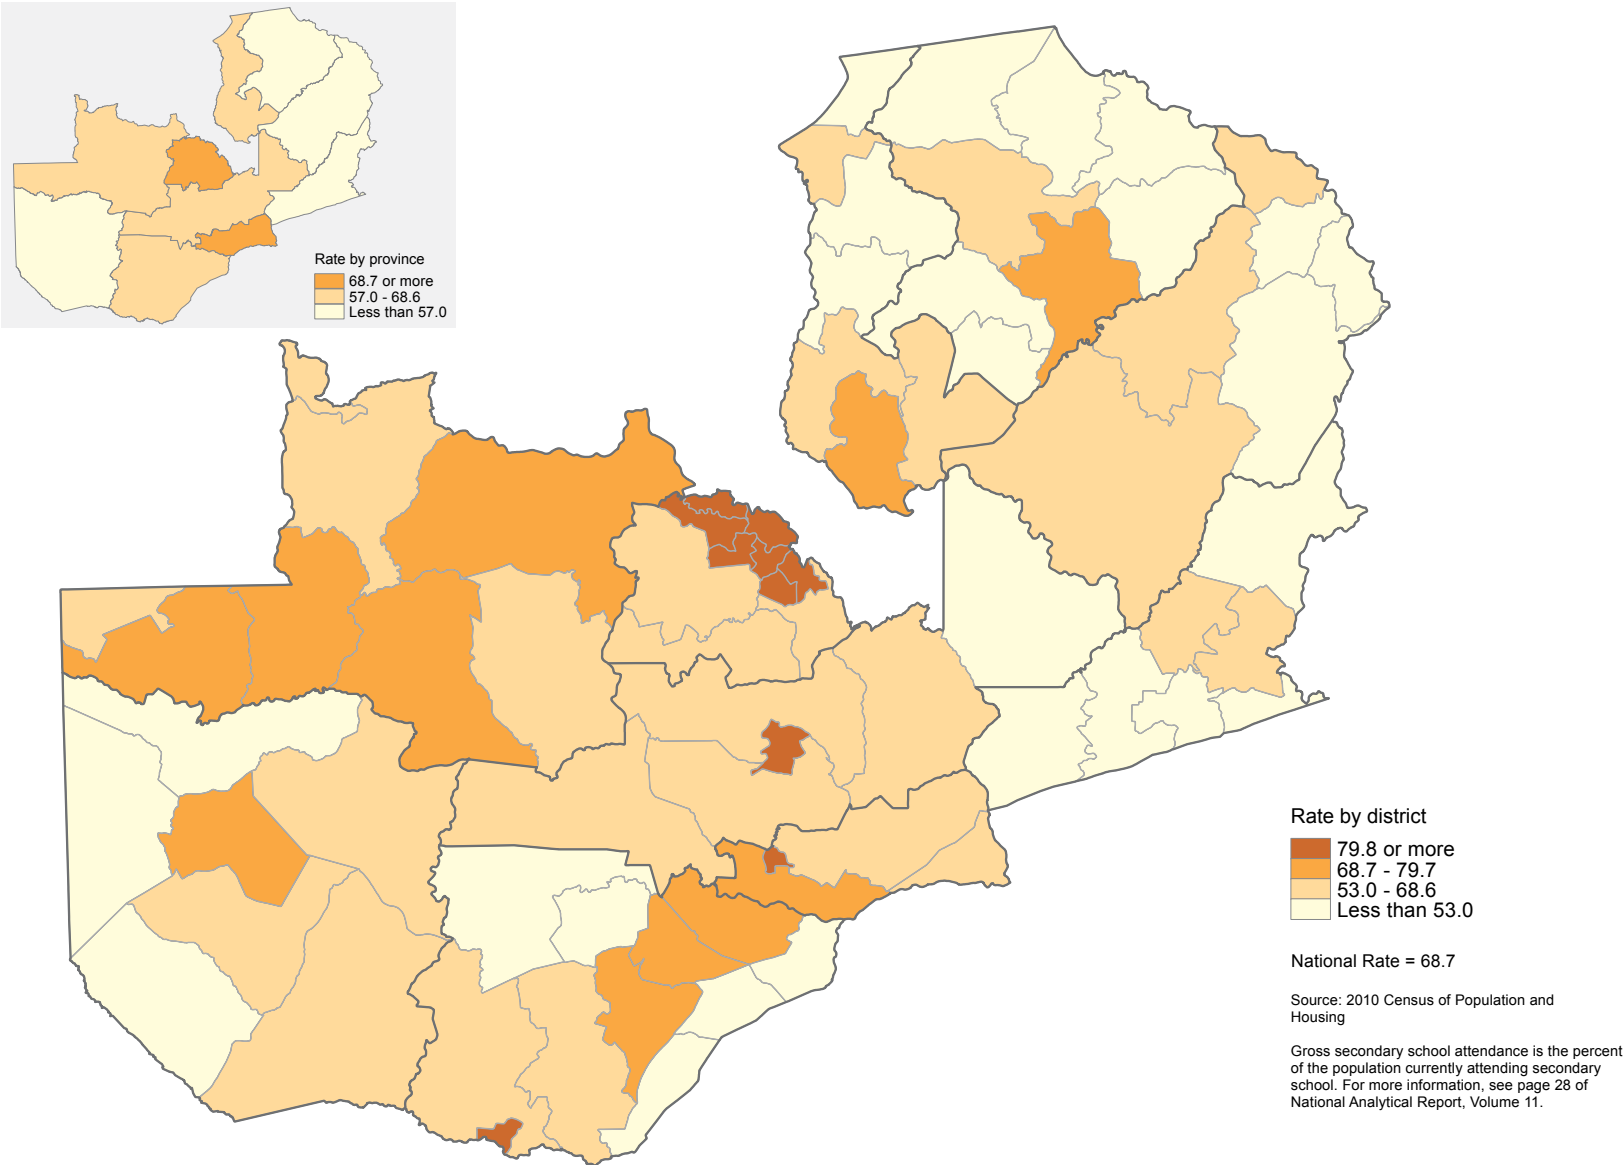 Rate by province
68.7 or more
57.0 - 68.6
Less than 57.0
Rate by district
79.8 or more
68.7 - 79.7
53.0 - 68.6
Less than 53.0
National Rate = 68.7
Source: 2010 Census of Population and
Housing
Gross secondary school attendance is the percent
of the population currently attending secondary
school. For more information, see page 28 of
National Analytical Report, Volume 11.